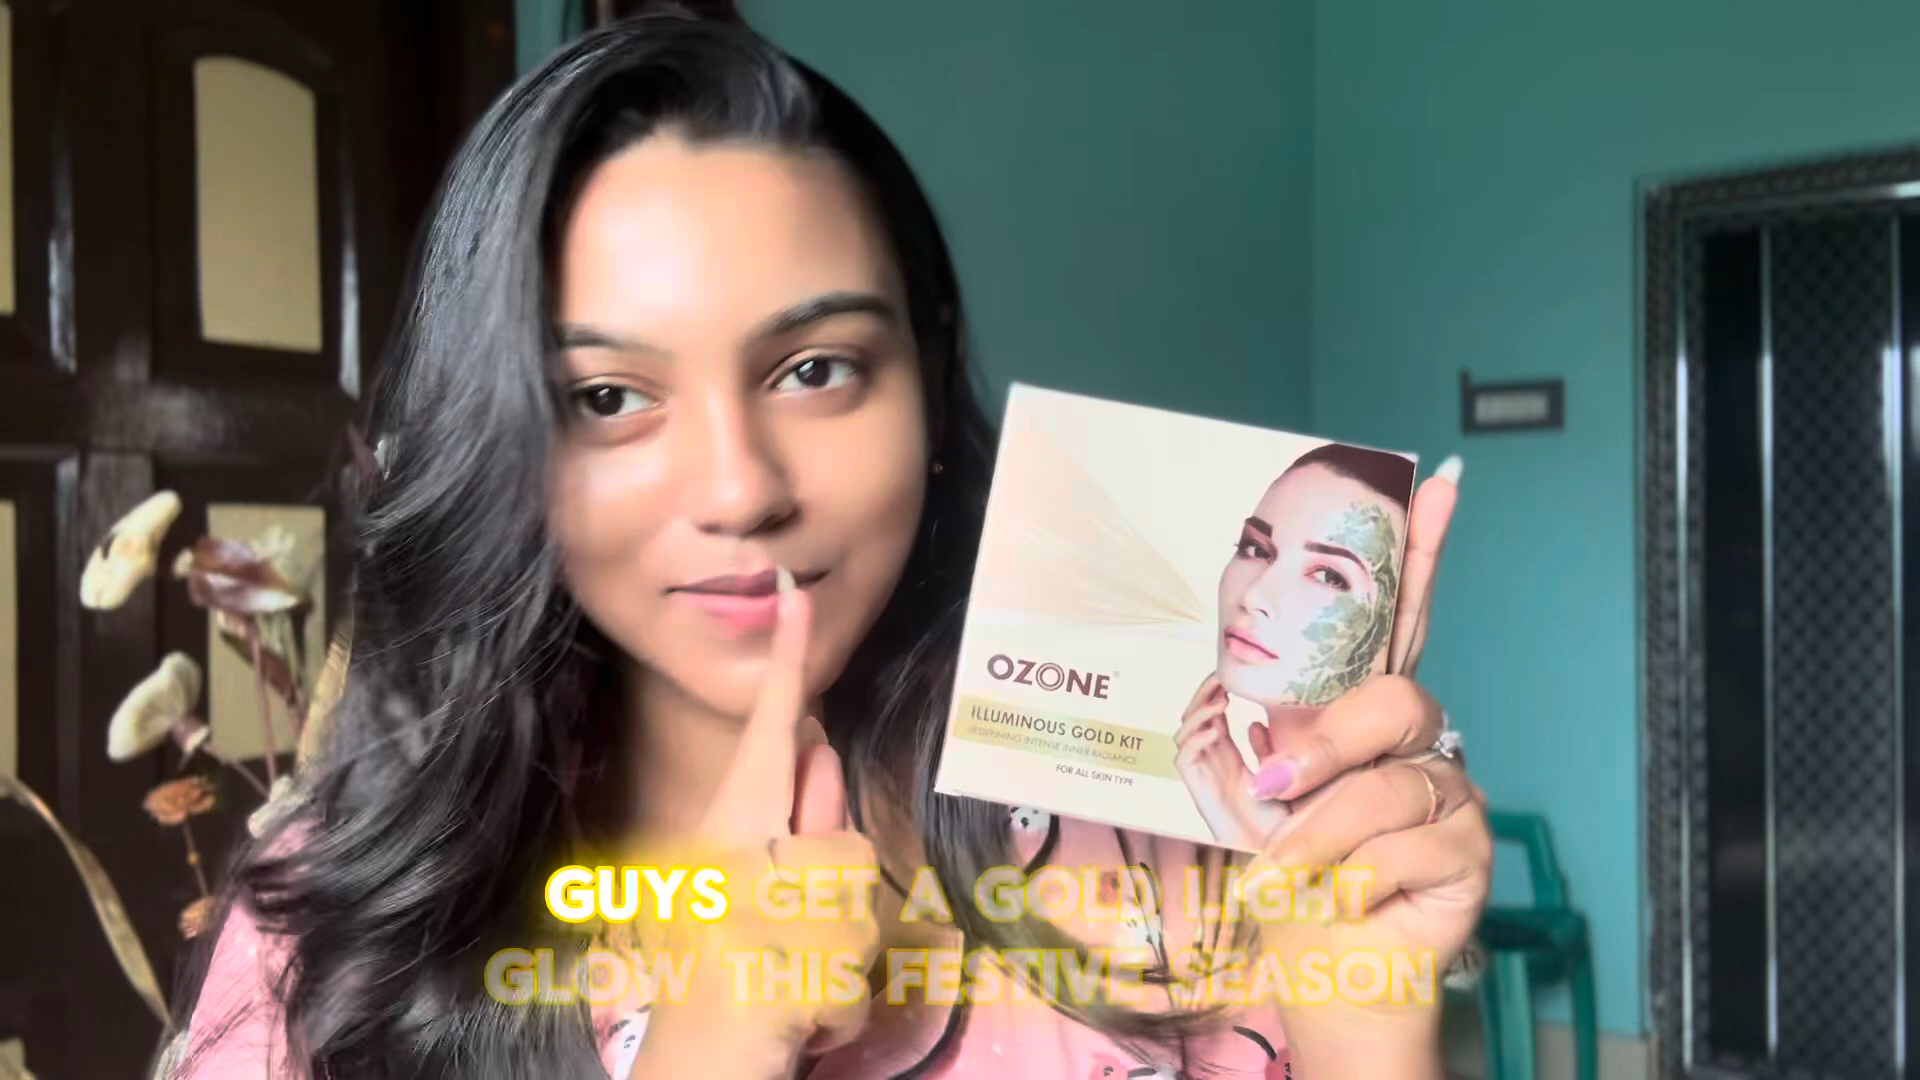 OZONE
ILLUMINOUS GOLD KIT
REDEFINING INTENSE INNER RADIANCE
FOR ALL SKIN TYPE
GUYS GET A GOLD LIGHT
GLOW THIS FESTIVE SEASON